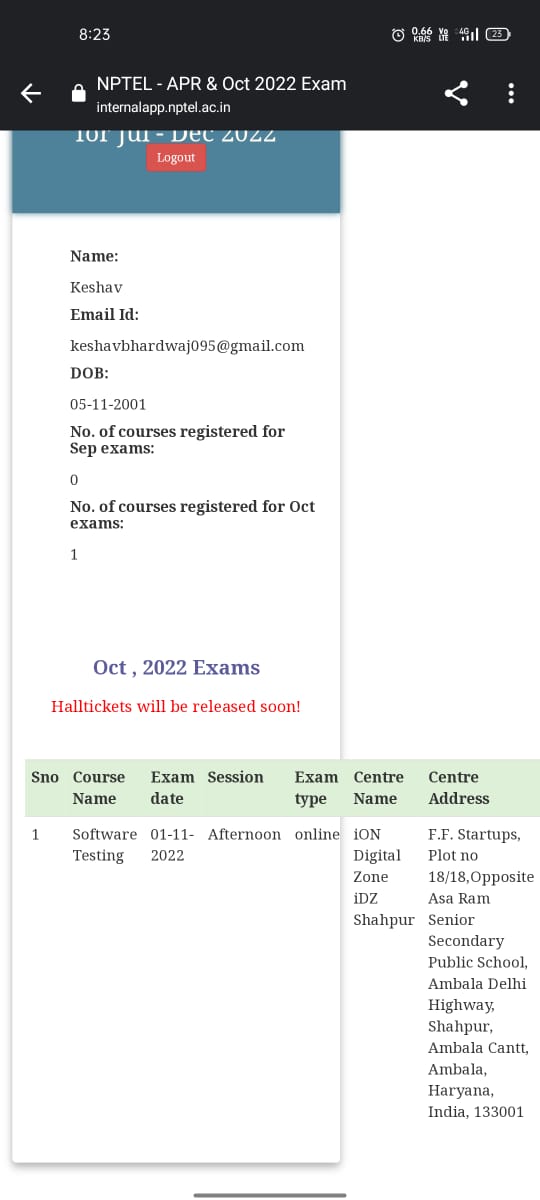 8:23
0.66 KB/S Vo LTE 4G 23
NPTEL - APR & Oct 2022 Exam
internalapp.nptel.ac.in
for Jul - Dec 2022
Logout
Name:
Keshav
Email Id:
keshavbhardwaj095@gmail.com
DOB:
05-11-2001
No. of courses registered for
Sep exams:
0
No. of courses registered for Oct
exams:
1
Oct , 2022 Exams
Halltickets will be released soon!
Sno Course Exam Session Exam Centre Centre
Name date type Name Address
1 Software 01-11- Afternoon online iON F.F. Startups,
Testing 2022 Digital Plot no
Zone 18/18,Opposite
iDZ Asa Ram
Shahpur Senior
Secondary
Public School,
Ambala Delhi
Highway,
Shahpur,
Ambala Cantt,
Ambala,
Haryana,
India, 133001